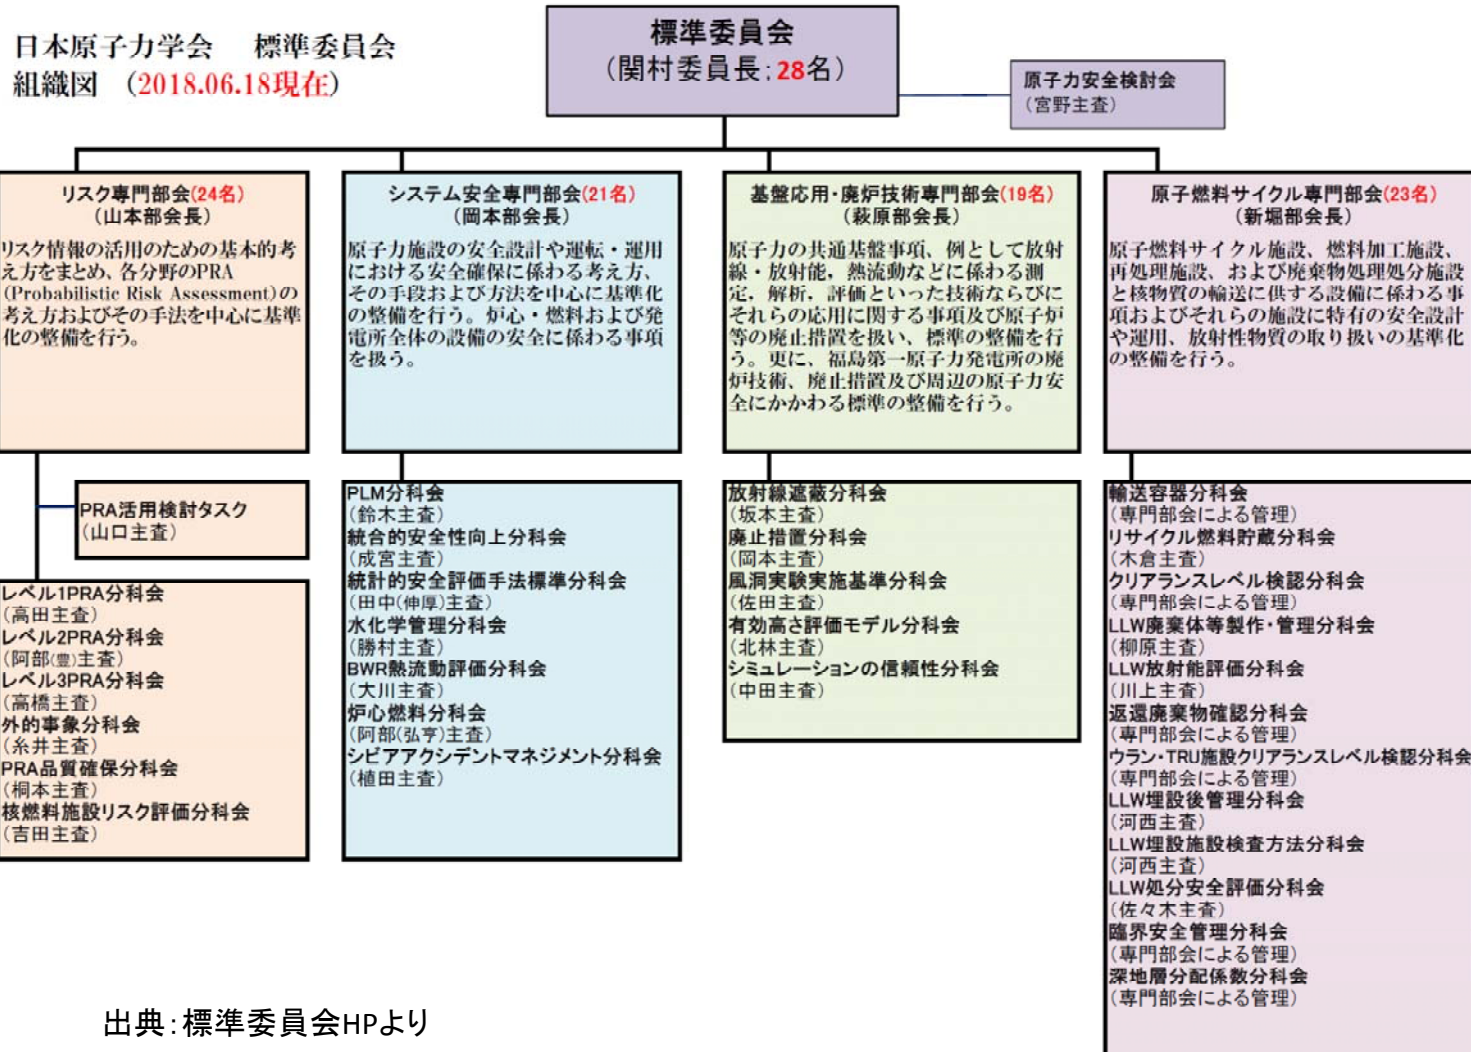 日本原子力学会 標準委員会
組織図 (2018.06.18現在)
標準委員会
(関村委員長;28名)
原子力安全検討会
(宮野主査)
リスク専門部会(24名)
(山本部会長)
リスク情報の活用のための基本的考
え方をまとめ、各分野のPRA
(Probabilistic Risk Assessment)の
考え方およびその手法を中心に基準
化の整備を行う。
システム安全専門部会(21名)
(岡本部会長)
原子力施設の安全設計や運転・運用
における安全確保に係わる考え方、
その手段および方法を中心に基準化
の整備を行う。炉心・燃料および発
電所全体の設備の安全に係わる事項
を扱う。
基盤応用・廃炉技術専門部会(19名)
(萩原部会長)
原子力の共通基盤事項、例として放射
線・放射能，熱流動などに係わる測
定，解析，評価といった技術ならびに
それらの応用に関する事項及び原子炉
等の廃止措置を扱い、標準の整備を行
う。更に、福島第一原子力発電所の廃
炉技術、廃止措置及び周辺の原子力安
全にかかわる標準の整備を行う。
原子燃料サイクル専門部会(23名)
(新堀部会長)
原子燃料サイクル施設、燃料加工施設、
再処理施設、および廃棄物処理処分施設
と核物質の輸送に供する設備に係わる事
項およびそれらの施設に特有の安全設計
や運用、放射性物質の取り扱いの基準化
の整備を行う。
PRA活用検討タスク
(山口主査)
レベル1PRA分科会
(高田主査)
レベル2PRA分科会
(阿部(豊)主査)
レベル3PRA分科会
(高橋主査)
外的事象分科会
(糸井主査)
PRA品質確保分科会
(桐本主査)
核燃料施設リスク評価分科会
(吉田主査)
PLM分科会
(鈴木主査)
統合的安全性向上分科会
(成宮主査)
統計的安全評価手法標準分科会
(田中(伸厚)主査)
水化学管理分科会
(勝村主査)
BWR熱流動評価分科会
(大川主査)
炉心燃料分科会
(阿部(弘亨)主査)
シビアアクシデントマネジメント分科会
(植田主査)
放射線遮蔽分科会
(坂本主査)
廃止措置分科会
(岡本主査)
風洞実験実施基準分科会
(佐田主査)
有効高さ評価モデル分科会
(北林主査)
シミュレーションの信頼性分科会
(中田主査)
輸送容器分科会
(専門部会による管理)
リサイクル燃料貯蔵分科会
(木倉主査)
クリアランスレベル検認分科会
(専門部会による管理)
LLW廃棄体等製作・管理分科会
(柳原主査)
LLW放射能評価分科会
(川上主査)
返還廃棄物確認分科会
(専門部会による管理)
ウラン・TRU施設クリアランスレベル検認分科会
(専門部会による管理)
LLW埋設後管理分科会
(河西主査)
LLW埋設施設検査方法分科会
(河西主査)
LLW処分安全評価分科会
(佐々木主査)
臨界安全管理分科会
(専門部会による管理)
深地層分配係数分科会
(専門部会による管理)
出典：標準委員会HPより